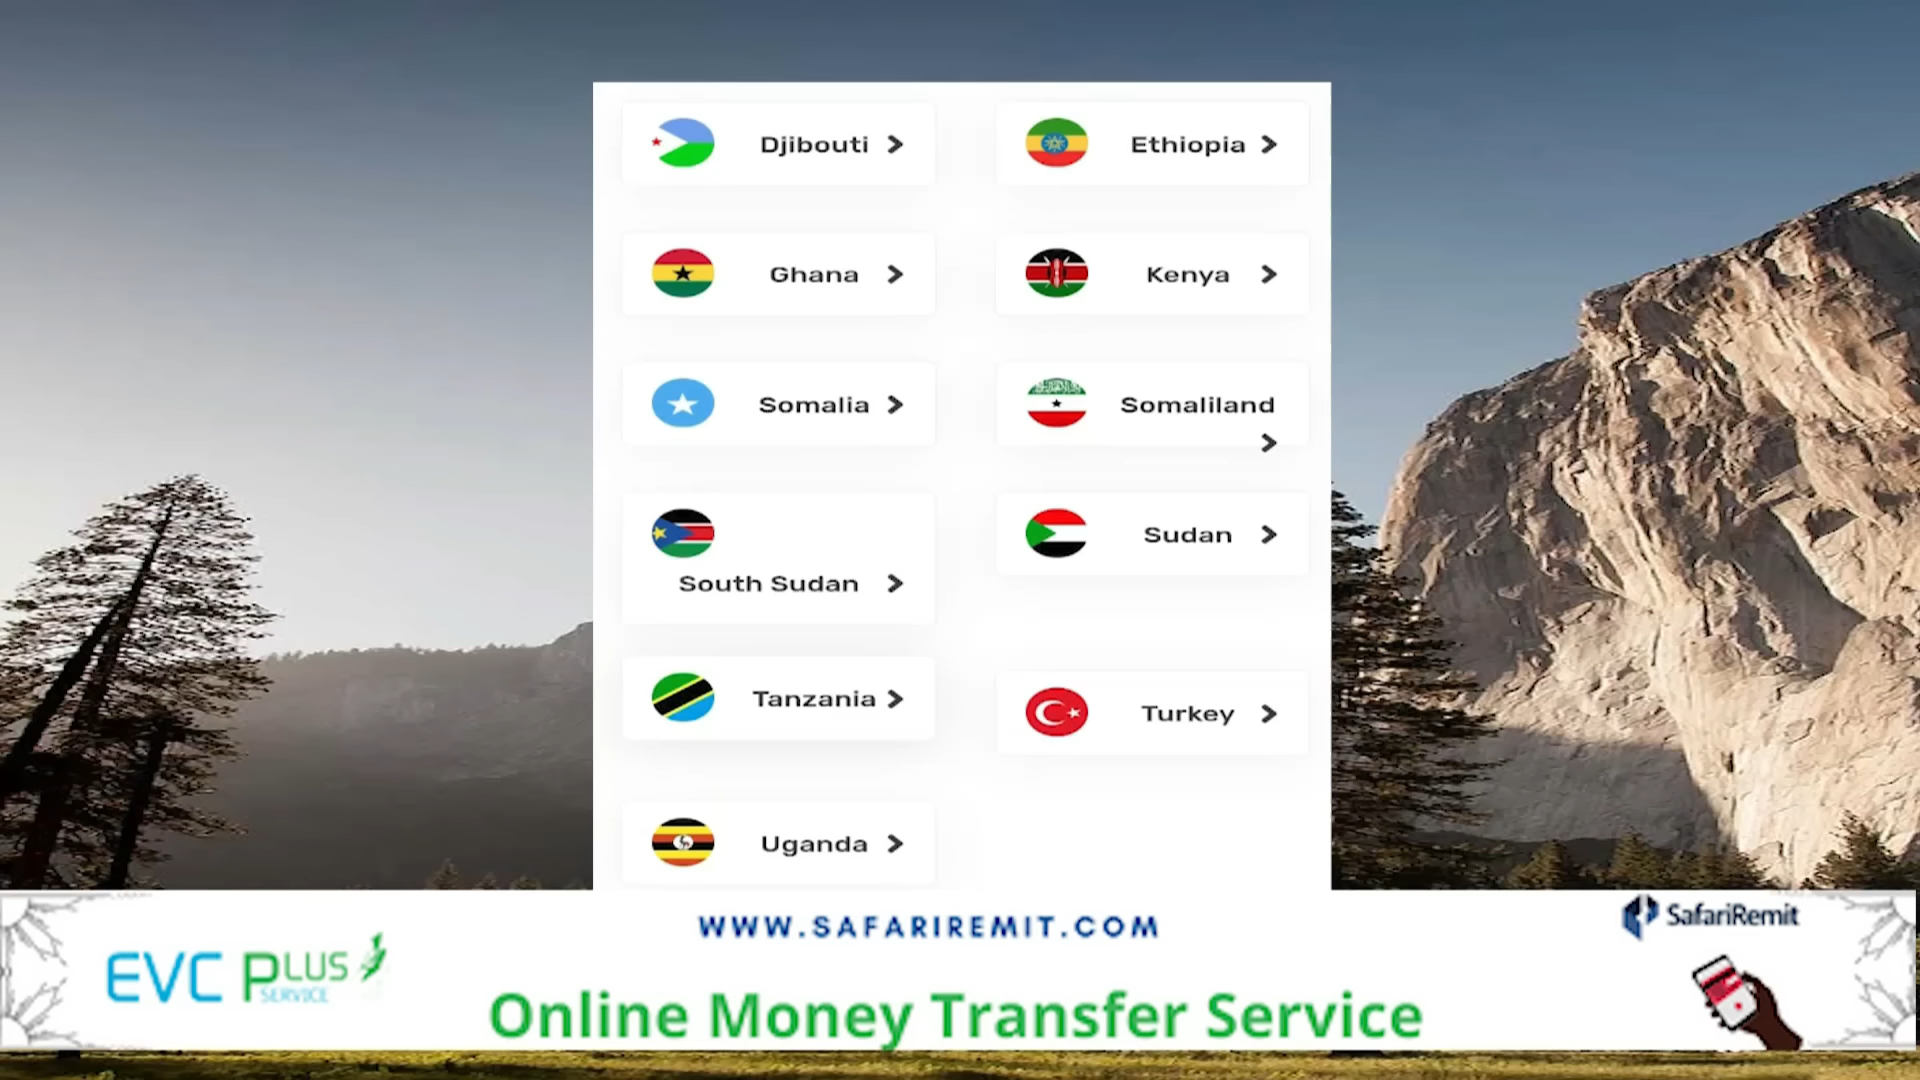 Djibouti
Ethiopia
Ghana
Kenya
Somalia
Somaliland
South Sudan
Sudan
Tanzania
Turkey
Uganda
WWW.SAFARIREMIT.COM
SafariRemit
EVC PLUS
SERVICE
Online Money Transfer Service